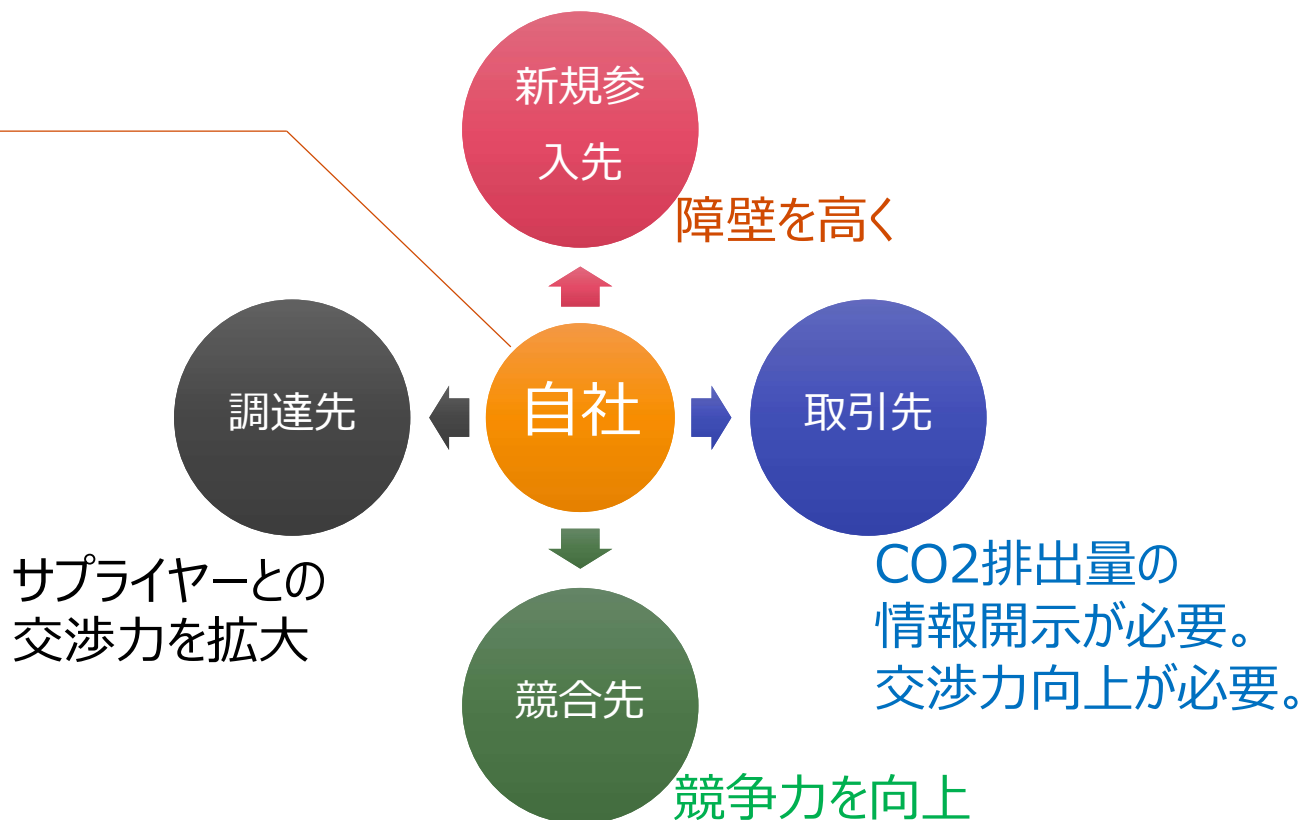 新規参
入先
障壁を高く
調達先
自社
取引先
サプライヤーとの
交渉力を拡大
CO2排出量の
情報開示が必要。
交渉力向上が必要。
競合先
競争力を向上